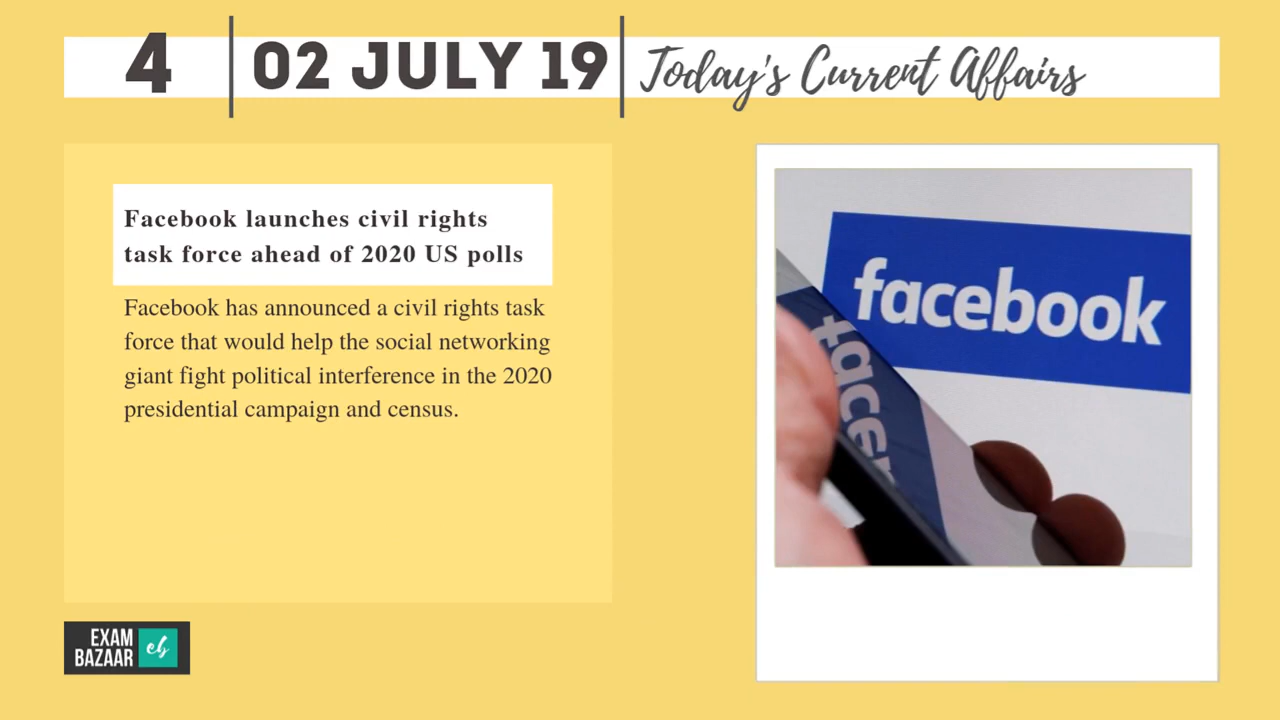 4
02 JULY 19
Today's Current Affairs
Facebook launches civil rights
task force ahead of 2020 US polls
Facebook has announced a civil rights task
force that would help the social networking
giant fight political interference in the 2020
presidential campaign and census.
facebook
EXAM
BAZAAR
eb